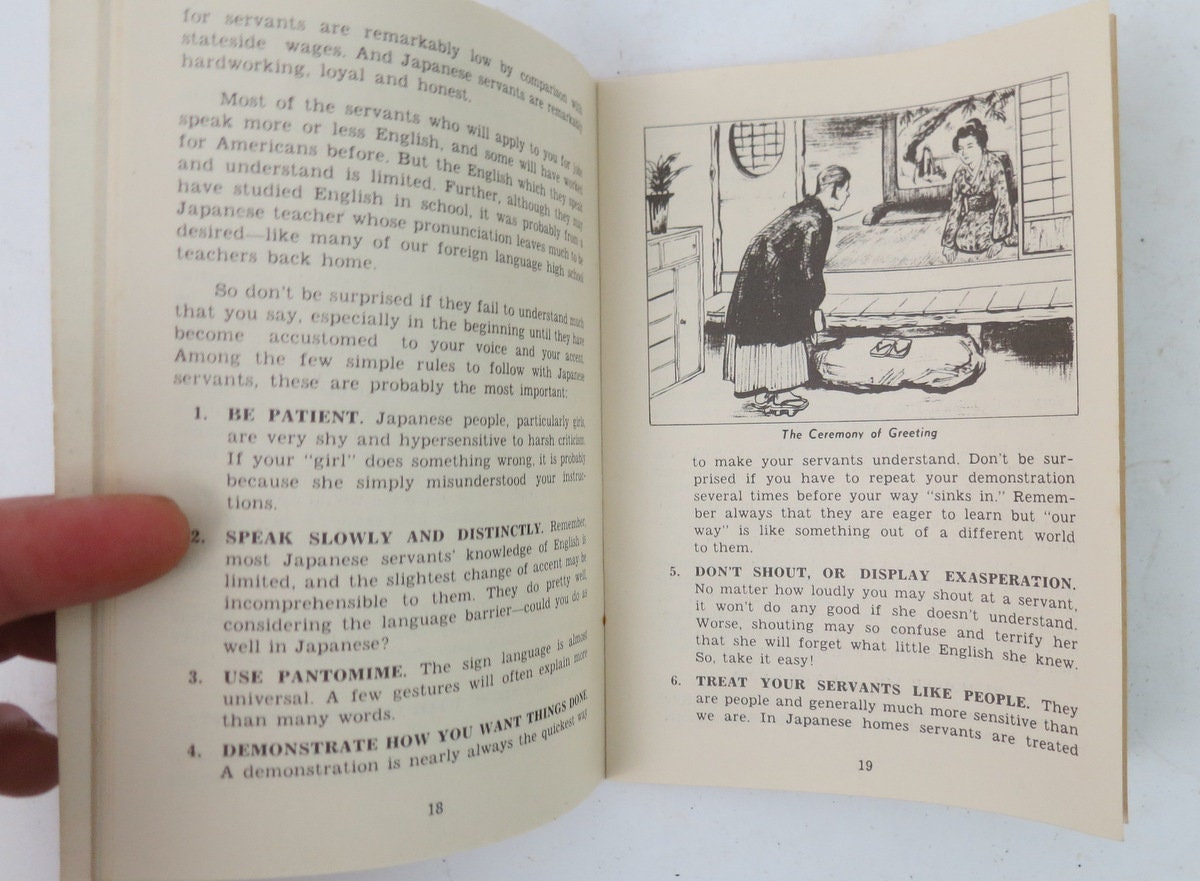 for servants are remarkably low by comparison with
stateside wages. And Japanese servants are remarkably
hardworking, loyal and honest.
Most of the servants who will apply to you for jobs
speak more or less English, and some will have worked
for Americans before. But the English which they speak
and understand is limited. Further, although they may
have studied English in school, it was probably from a
Japanese teacher whose pronunciation leaves much to be
desired—like many of our foreign language high school
teachers back home.
So don't be surprised if they fail to understand much
that you say, especially in the beginning until they have
become accustomed to your voice and your accent.
Among the few simple rules to follow with Japanese
servants, these are probably the most important:
1. BE PATIENT. Japanese people, particularly girls,
are very shy and hypersensitive to harsh criticism.
If your "girl" does something wrong, it is probably
because she simply misunderstood your instruc-
tions.
2. SPEAK SLOWLY AND DISTINCTLY. Remember,
most Japanese servants' knowledge of English is
limited, and the slightest change of accent may be
incomprehensible to them. They do pretty well,
considering the language barrier—could you do as
well in Japanese?
3. USE PANTOMIME. The sign language is almost
universal. A few gestures will often explain more
than many words.
4. DEMONSTRATE HOW YOU WANT THINGS DONE.
A demonstration is nearly always the quickest way
18
The Ceremony of Greeting
to make your servants understand. Don't be sur-
prised if you have to repeat your demonstration
several times before your way "sinks in." Remem-
ber always that they are eager to learn but "our
way" is like something out of a different world
to them.
5. DON'T SHOUT, OR DISPLAY EXASPERATION.
No matter how loudly you may shout at a servant,
it won't do any good if she doesn't understand.
Worse, shouting may so confuse and terrify her
that she will forget what little English she knew.
So, take it easy!
6. TREAT YOUR SERVANTS LIKE PEOPLE. They
are people and generally much more sensitive than
we are. In Japanese homes servants are treated
19